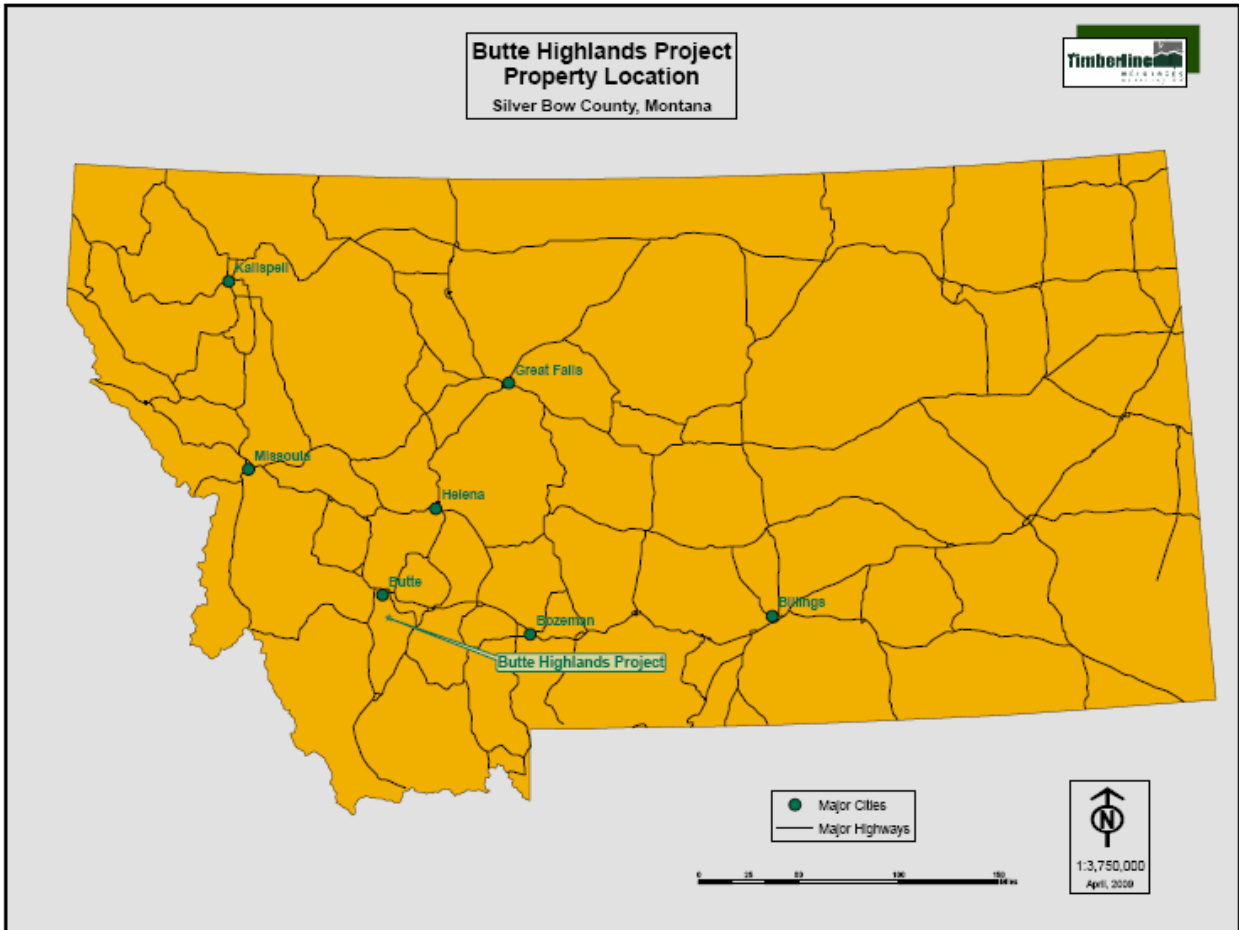 Butte Highlands Project
Property Location
Silver Bow County, Montana
Timberline
Kalispell
Great Falls
Missoula
Helena
Butte
Bozeman
Billings
Butte Highlands Project
Major Cities
Major Highways
N
1:3,750,000
April, 2009
0 25 50 100 150
Miles